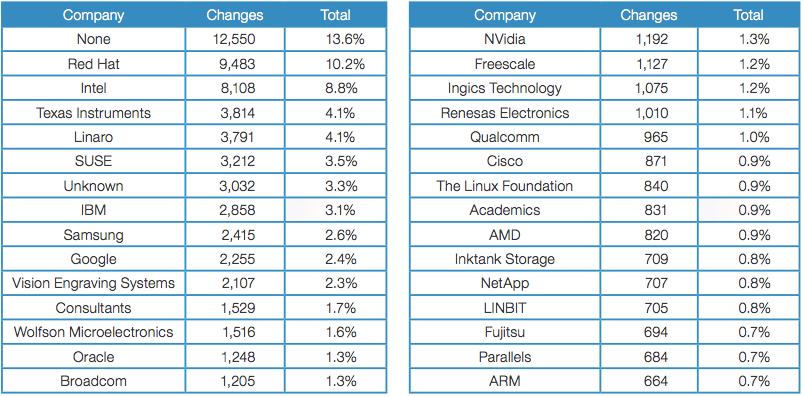 Company Changes Total
None 12,550 13.6%
Red Hat 9,483 10.2%
Intel 8,108 8.8%
Texas Instruments 3,814 4.1%
Linaro 3,791 4.1%
SUSE 3,212 3.5%
Unknown 3,032 3.3%
IBM 2,858 3.1%
Samsung 2,415 2.6%
Google 2,255 2.4%
Vision Engraving Systems 2,107 2.3%
Consultants 1,529 1.7%
Wolfson Microelectronics 1,516 1.6%
Oracle 1,248 1.3%
Broadcom 1,205 1.3%
Company Changes Total
NVidia 1,192 1.3%
Freescale 1,127 1.2%
Ingics Technology 1,075 1.2%
Renesas Electronics 1,010 1.1%
Qualcomm 965 1.0%
Cisco 871 0.9%
The Linux Foundation 840 0.9%
Academics 831 0.9%
AMD 820 0.9%
Inktank Storage 709 0.8%
NetApp 707 0.8%
LINBIT 705 0.8%
Fujitsu 694 0.7%
Parallels 684 0.7%
ARM 664 0.7%